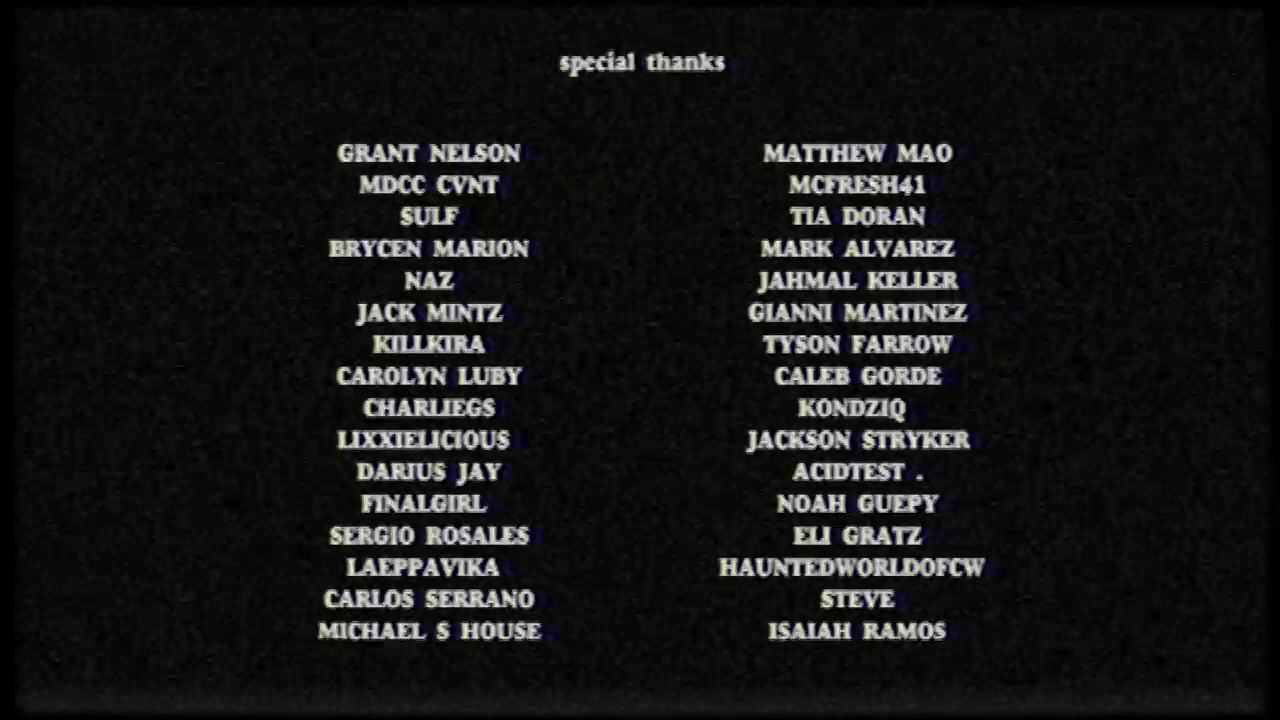 special thanks
GRANT NELSON
MDCC CVNT
SULF
BRYCEN MARION
NAZ
JACK MINTZ
KILLKIRA
CAROLYN LUBY
CHARLIEGS
LIXXIELICIOUS
DARIUS JAY
FINALGIRL
SERGIO ROSALES
LAEPPAVIKA
CARLOS SERRANO
MICHAEL S HOUSE
MATTHEW MAO
MCFRESH41
TIA DORAN
MARK ALVAREZ
JAHMAL KELLER
GIANNI MARTINEZ
TYSON FARROW
CALEB GORDE
KONDZIQ
JACKSON STRYKER
ACIDTEST .
NOAH GUEPY
ELI GRATZ
HAUNTEDWORLDOFCW
STEVE
ISAIAH RAMOS